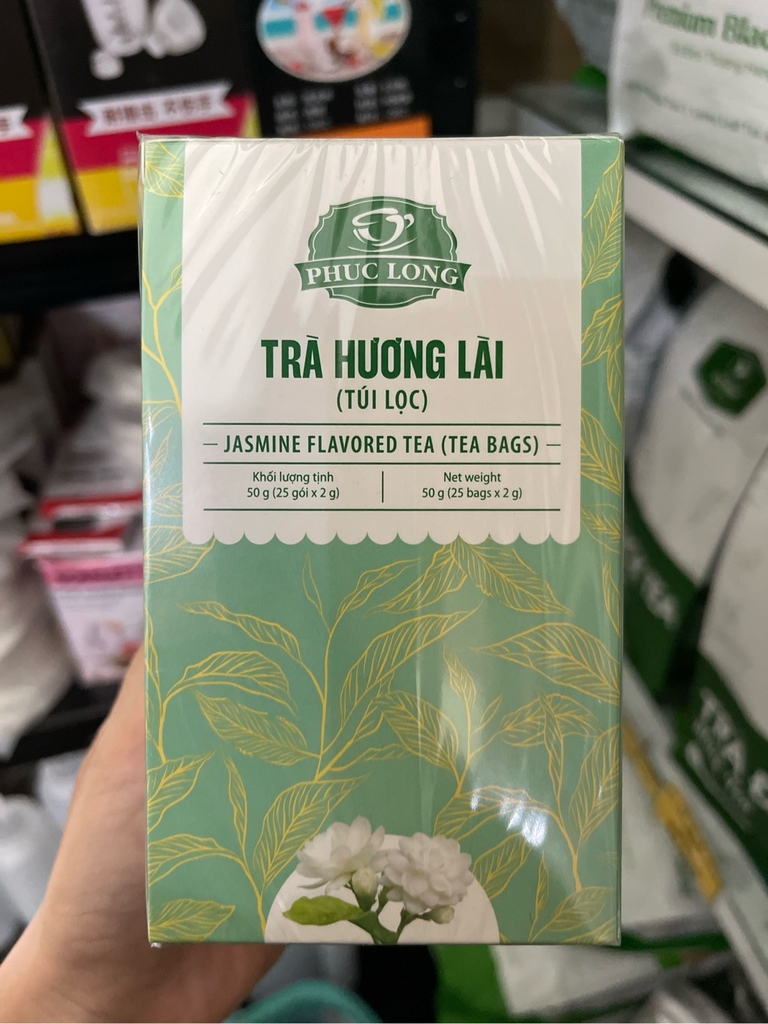 PHUC LONG
TRÀ HƯƠNG LÀI
(TÚI LỌC)
JASMINE FLAVORED TEA (TEA BAGS)
Khối lượng tịnh
50 g (25 gói x 2 g)
Net weight
50 g (25 bags x 2 g)